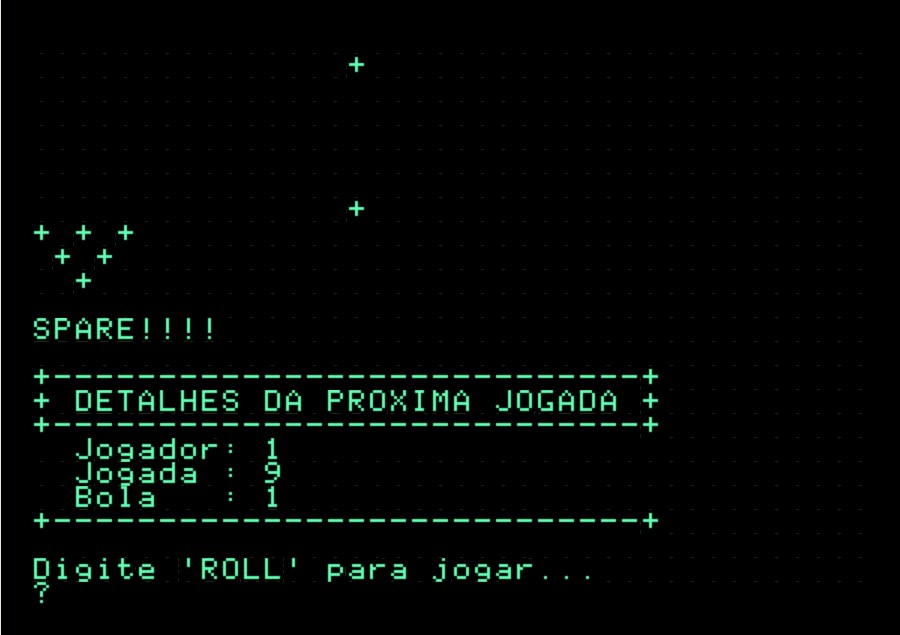 +
+
+ + +
+ +
+
SPARE!!!!
+----------------------------+
+ DETALHES DA PROXIMA JOGADA +
+----------------------------+
Jogador: 1
Jogada : 9
Bola   : 1
+----------------------------+
Digite 'ROLL' para jogar...
?